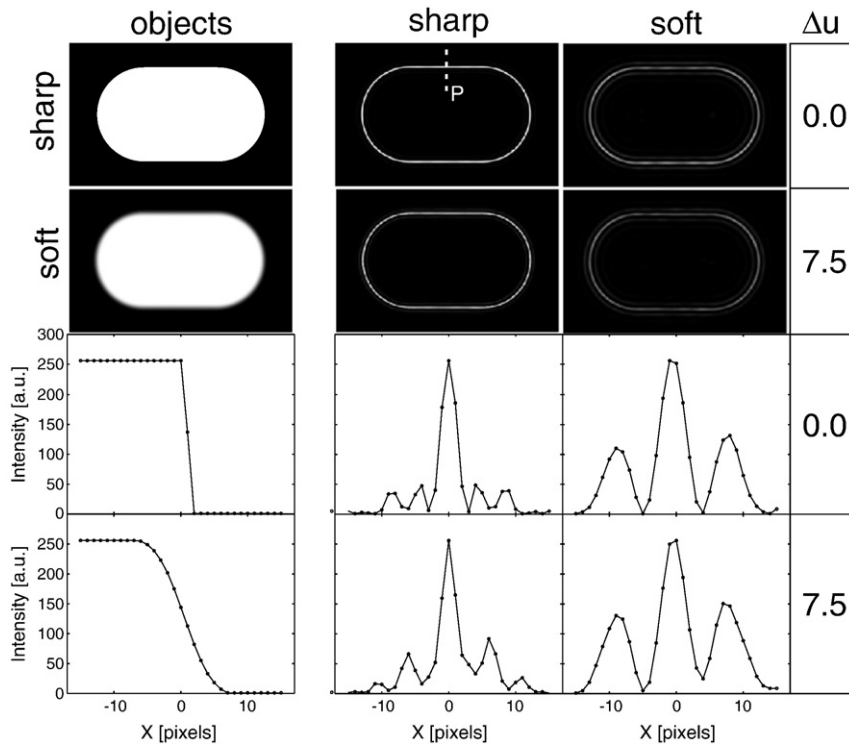 objects sharp soft Δu
sharp P 0.0
soft 7.5
300
250
200
150
100
50
0
Intensity [a.u.]
0.0
250
200
150
100
50
0
Intensity [a.u.]
7.5
-10 0 10 -10 0 10 -10 0 10
X [pixels] X [pixels] X [pixels]